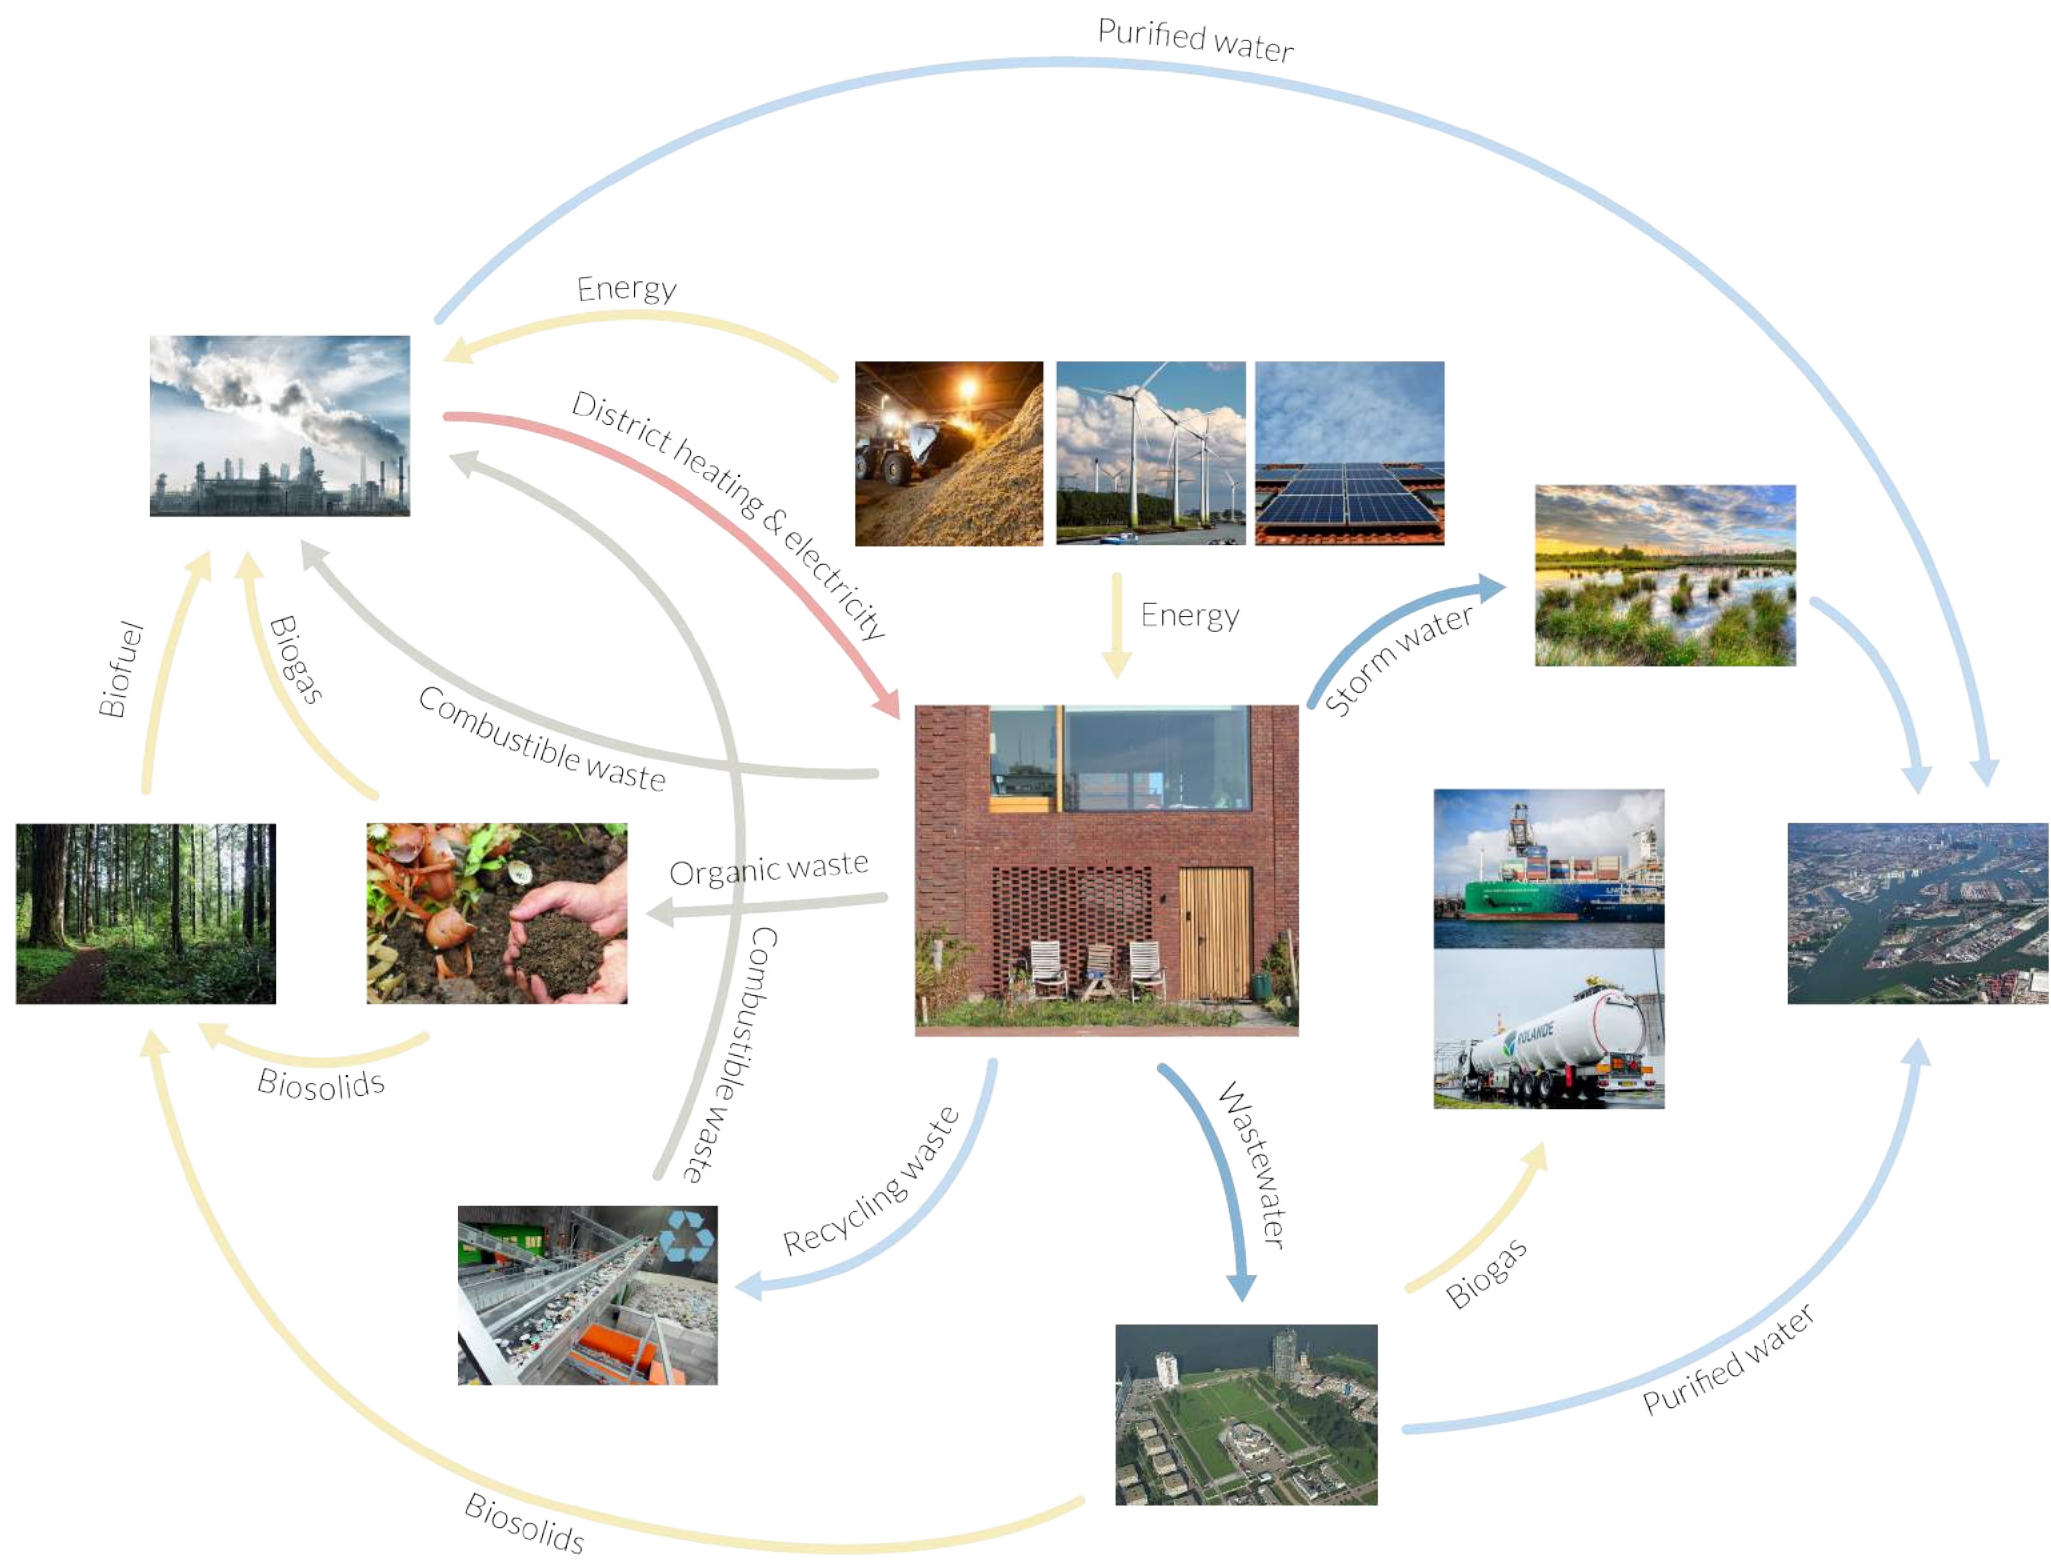 Purified water
Energy
District heating & electricity
Energy
Storm water
Biofuel
Biogas
Combustible waste
Organic waste
Combustible waste
Biosolids
ROLANDE
Recycling waste
Wastewater
Biogas
Purified water
Biosolids